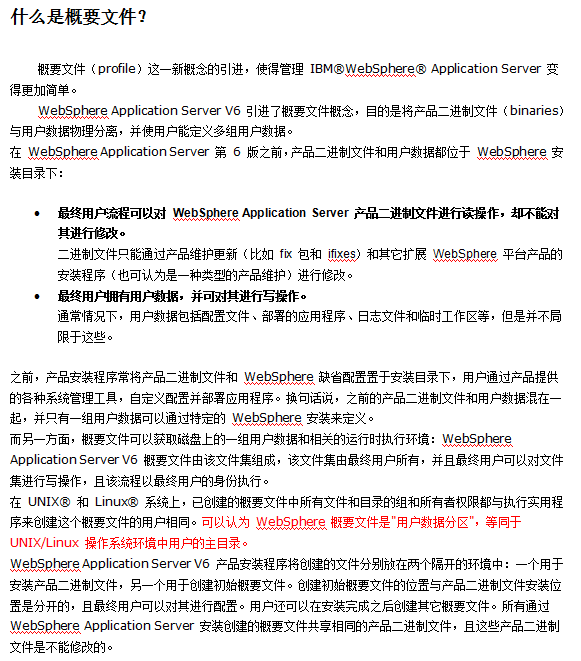 什么是概要文件？
概要文件（profile）这一新概念的引进，使得管理 IBM®WebSphere® Application Server 变
得更加简单。
WebSphere Application Server V6 引进了概要文件概念，目的是将产品二进制文件（binaries）
与用户数据物理分离，并使用户能定义多组用户数据。
在 WebSphere Application Server 第 6 版之前，产品二进制文件和用户数据都位于 WebSphere 安
装目录下：
• 最终用户流程可以对 WebSphere Application Server 产品二进制文件进行读操作，却不能对
其进行修改。
二进制文件只能通过产品维护更新（比如 fix 包和 ifixes）和其它扩展 WebSphere 平台产品的
安装程序（也可认为是一种类型的产品维护）进行修改。
• 最终用户拥有用户数据，并可对其进行写操作。
通常情况下，用户数据包括配置文件、部署的应用程序、日志文件和临时工作区等，但是并不局
限于这些。
之前，产品安装程序常将产品二进制文件和 WebSphere 缺省配置置于安装目录下，用户通过产品提供
的各种系统管理工具，自定义配置并部署应用程序。换句话说，之前的产品二进制文件和用户数据混在一
起，并只有一组用户数据可以通过特定的 WebSphere 安装来定义。
而另一方面，概要文件可以获取磁盘上的一组用户数据和相关的运行时执行环境：WebSphere
Application Server V6 概要文件由该文件集组成，该文件集由最终用户所有，并且最终用户可以对文件
集进行写操作，且该流程以最终用户的身份执行。
在 UNIX® 和 Linux® 系统上，已创建的概要文件中所有文件和目录的组和所有者权限都与执行实用程
序来创建这个概要文件的用户相同。可以认为 WebSphere 概要文件是"用户数据分区"，等同于
UNIX/Linux 操作系统环境中用户的主目录。
WebSphere Application Server V6 产品安装程序将创建的文件分别放在两个隔开的环境中：一个用于
安装产品二进制文件，另一个用于创建初始概要文件。创建初始概要文件的位置与产品二进制文件安装位
置是分开的，且最终用户可以对其进行配置。用户还可以在安装完成之后创建其它概要文件。所有通过
WebSphere Application Server 安装创建的概要文件共享相同的产品二进制文件，且这些产品二进制
文件是不能修改的。